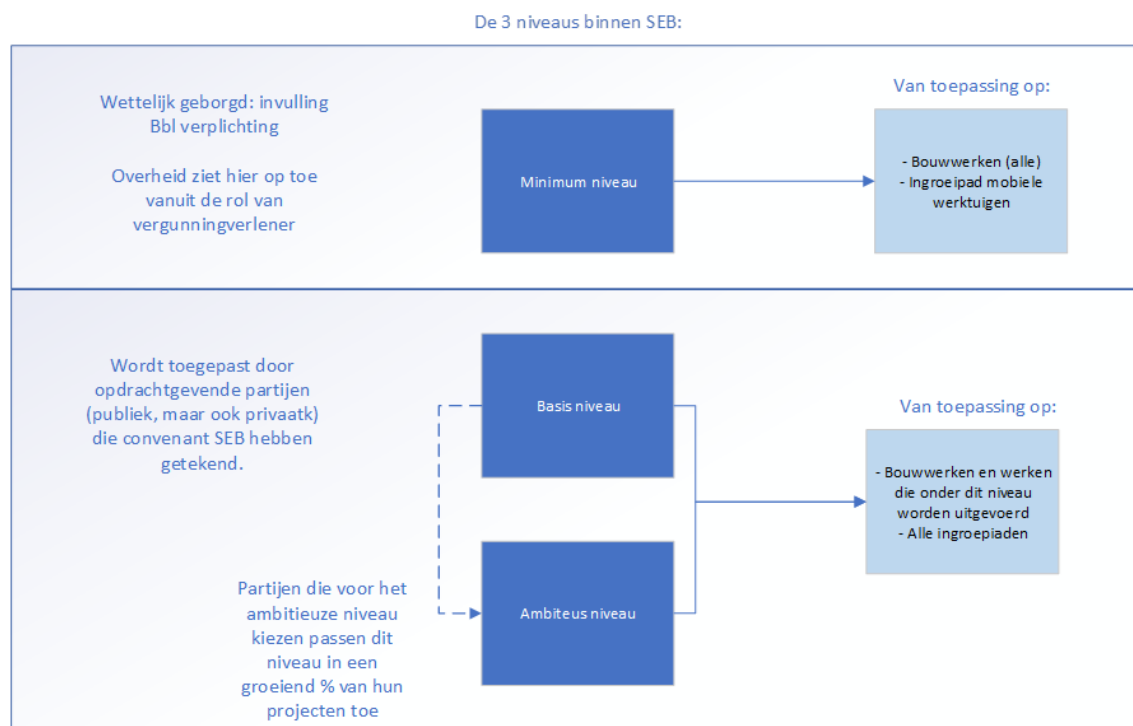 De 3 niveaus binnen SEB:
Wettelijk geborgd: invulling
Bbl verplichting
Overheid ziet hier op toe
vanuit de rol van
vergunningverlener
Minimum niveau
Van toepassing op:
- Bouwwerken (alle)
- Ingroeipad mobiele
werktuigen
Wordt toegepast door
opdrachtgevende partijen
(publiek, maar ook privaatk)
die convenant SEB hebben
getekend.
Basis niveau
Van toepassing op:
- Bouwwerken en werken
die onder dit niveau
worden uitgevoerd
- Alle ingroepiaden
Partijen die voor het
ambitieuze niveau
kiezen passen dit
niveau in een
groeiend % van hun
projecten toe
Ambiteus niveau